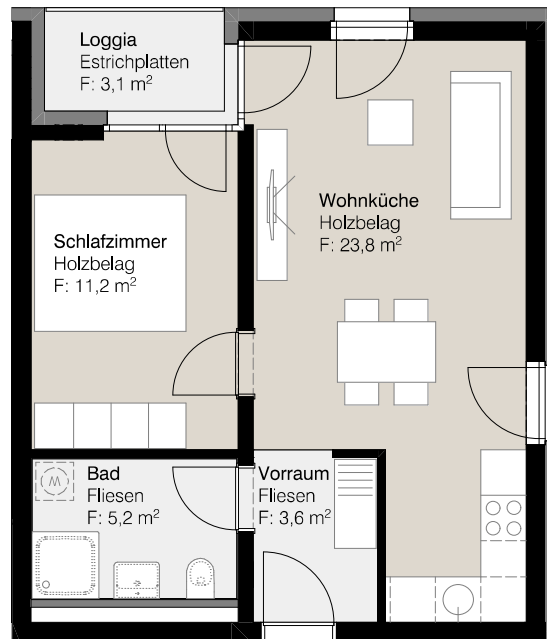 Loggia
Estrichplatten
F: 3,1 m²
Wohnküche
Holzbelag
F: 23,8 m²
Schlafzimmer
Holzbelag
F: 11,2 m²
Bad
Fliesen
F: 5,2 m²
Vorraum
Fliesen
F: 3,6 m²
W